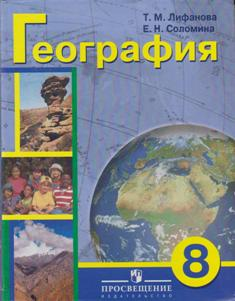 Т. М. Лифанова
Е. Н. Соломина
География
8
ПРОСВЕЩЕНИЕ
ИЗДАТЕЛЬСТВО